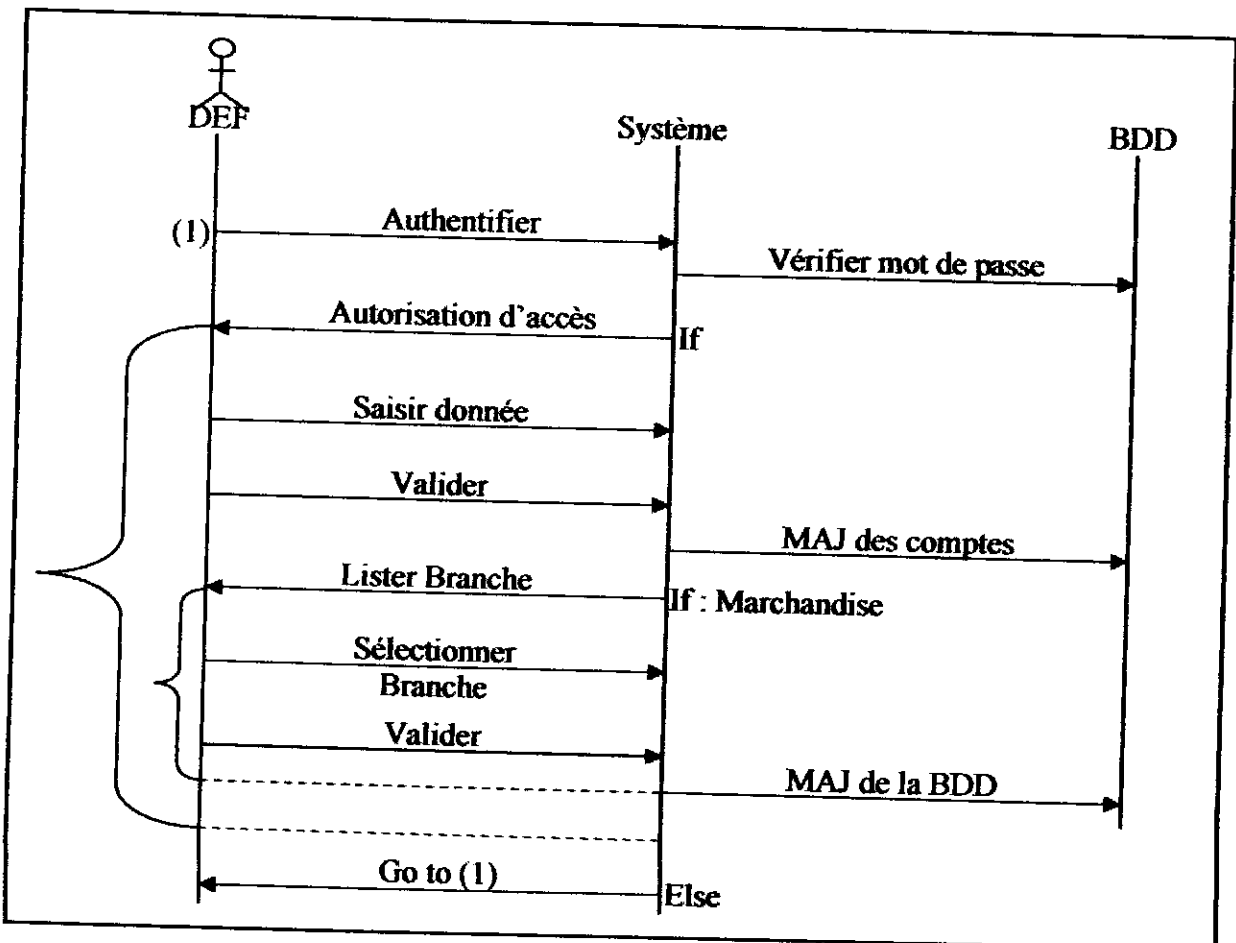 DEF
Système
BDD
(1)
Authentifier
Vérifier mot de passe
Autorisation d'accès
If
Saisir donnée
Valider
MAJ des comptes
Lister Branche
If : Marchandise
Sélectionner
Branche
Valider
MAJ de la BDD
Go to (1)
Else